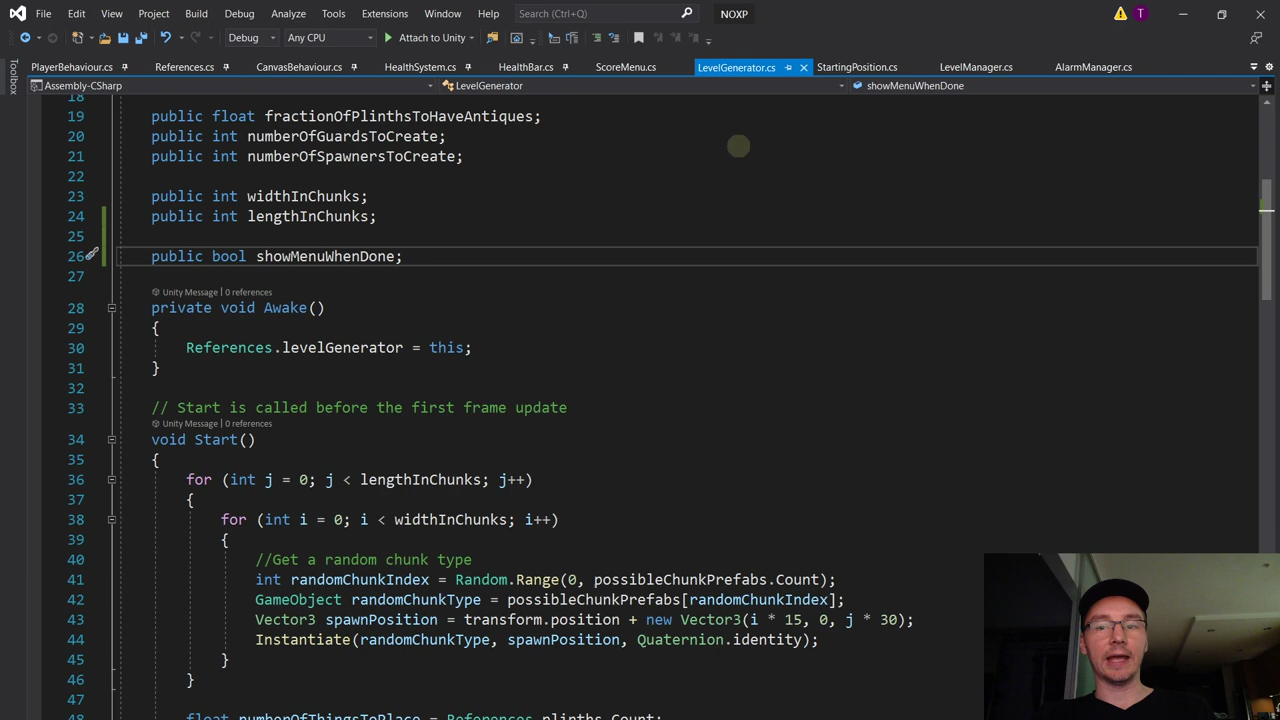 File Edit View Project Build Debug Analyze Tools Extensions Window Help Search (Ctrl+Q) NOXP T
Debug Any CPU Attach to Unity
PlayerBehaviour.cs References.cs CanvasBehaviour.cs HealthSystem.cs HealthBar.cs ScoreMenu.cs LevelGenerator.cs StartingPosition.cs LevelManager.cs AlarmManager.cs
Toolbox
Assembly-CSharp LevelGenerator showMenuWhenDone
18
19 public float fractionOfPlinthsToHaveAntiques;
20 public int numberOfGuardsToCreate;
21 public int numberOfSpawnersToCreate;
22
23 public int widthInChunks;
24 public int lengthInChunks;
25
26 public bool showMenuWhenDone;
27
Unity Message | 0 references
28 private void Awake()
29 {
30 References.levelGenerator = this;
31 }
32
33 // Start is called before the first frame update
Unity Message | 0 references
34 void Start()
35 {
36 for (int j = 0; j < lengthInChunks; j++)
37 {
38 for (int i = 0; i < widthInChunks; i++)
39 {
40 //Get a random chunk type
41 int randomChunkIndex = Random.Range(0, possibleChunkPrefabs.Count);
42 GameObject randomChunkType = possibleChunkPrefabs[randomChunkIndex];
43 Vector3 spawnPosition = transform.position + new Vector3(i * 15, 0, j * 30);
44 Instantiate(randomChunkType, spawnPosition, Quaternion.identity);
45 }
46 }
47
48 float numberOfThingsToPlace = References.plinths.Count;